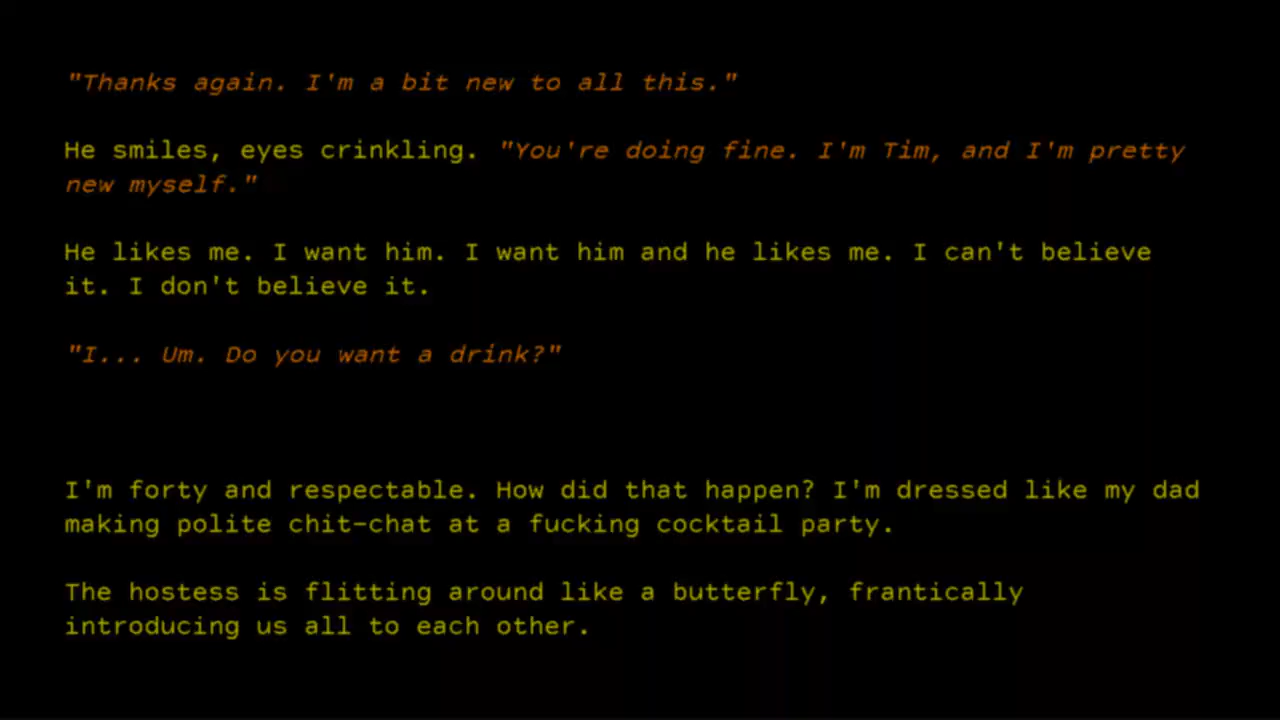 "Thanks again. I'm a bit new to all this."
He smiles, eyes crinkling. "You're doing fine. I'm Tim, and I'm pretty
new myself."
He likes me. I want him. I want him and he likes me. I can't believe
it. I don't believe it.
"I... Um. Do you want a drink?"
I'm forty and respectable. How did that happen? I'm dressed like my dad
making polite chit-chat at a fucking cocktail party.
The hostess is flitting around like a butterfly, frantically
introducing us all to each other.